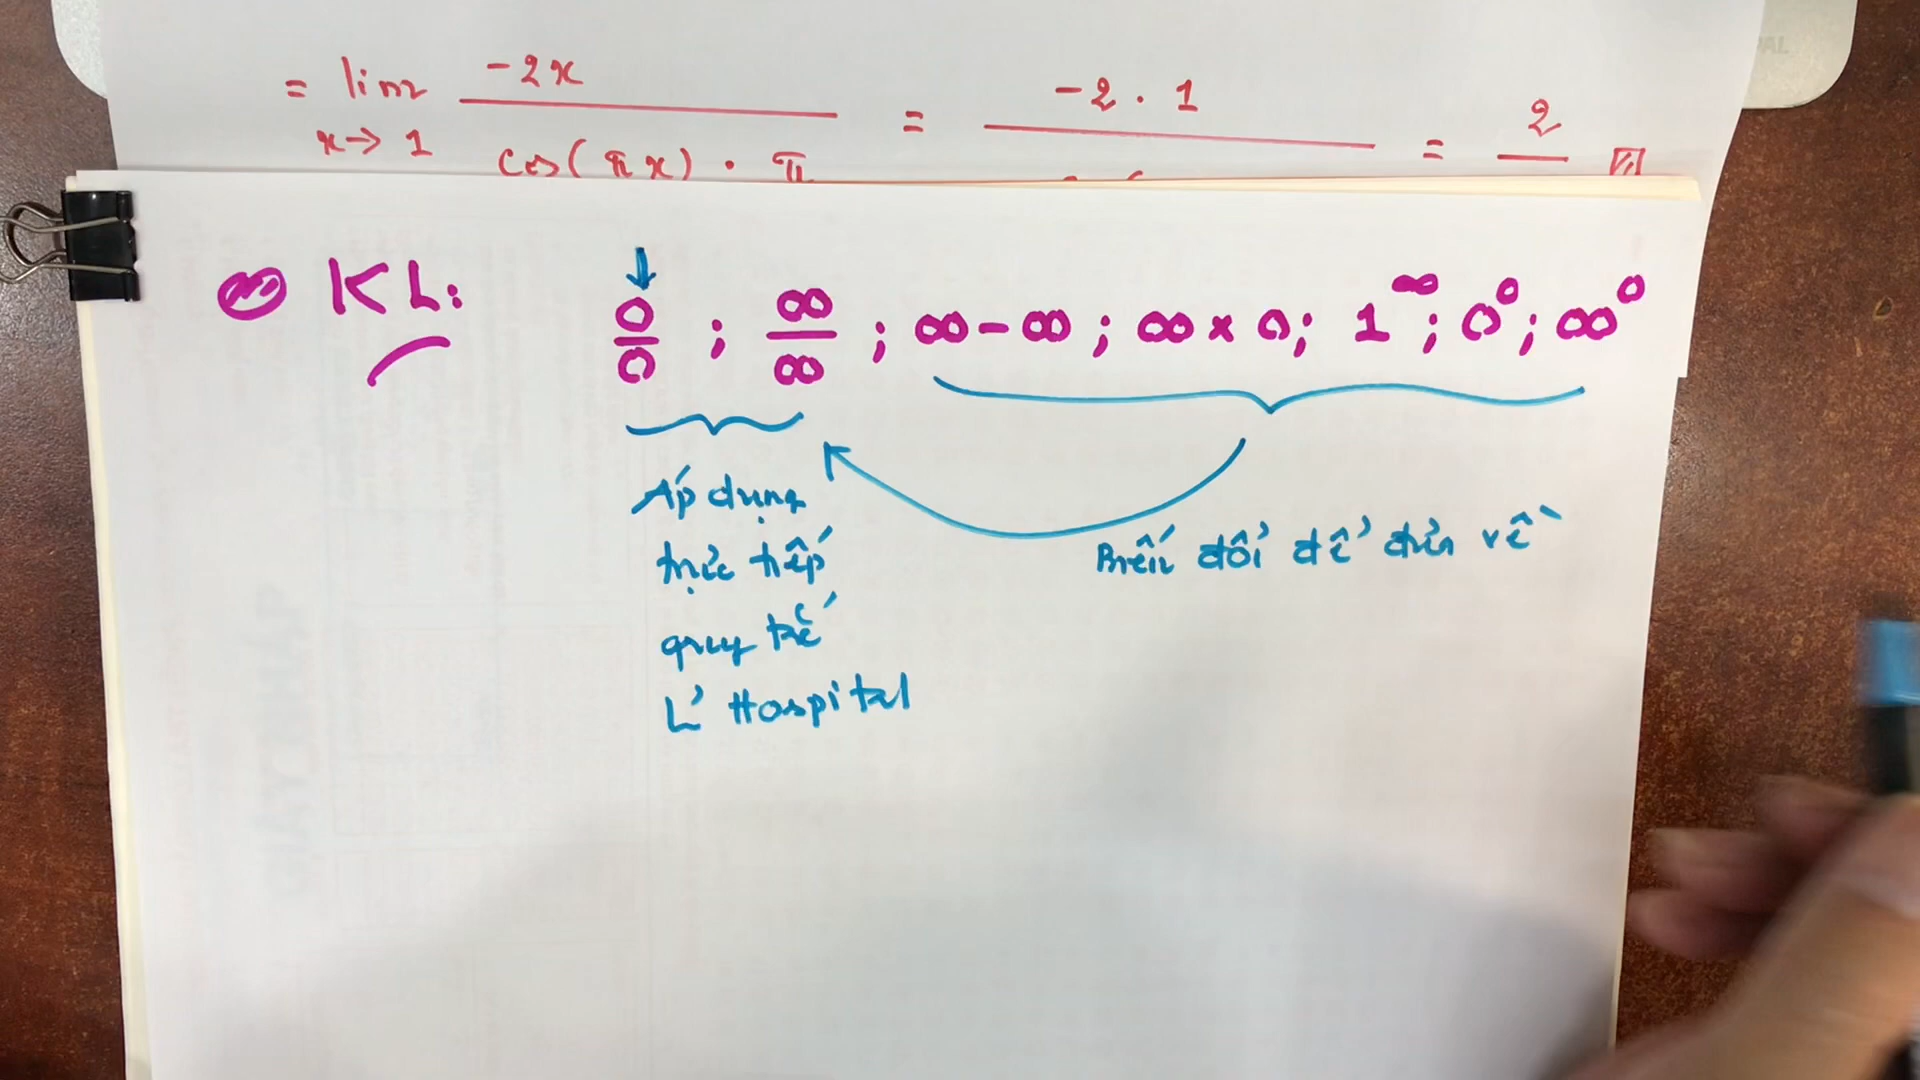 = lim -2x / cos(πx) . π = -2 . 1 = 2
x → 1
KL: 0/0 ; ∞/∞ ; ∞ - ∞ ; ∞ x 0 ; 1^∞ ; 0^0 ; ∞^0
Áp dụng
trực tiếp
quy tắc
L' Hospital
Biến đổi để đưa về